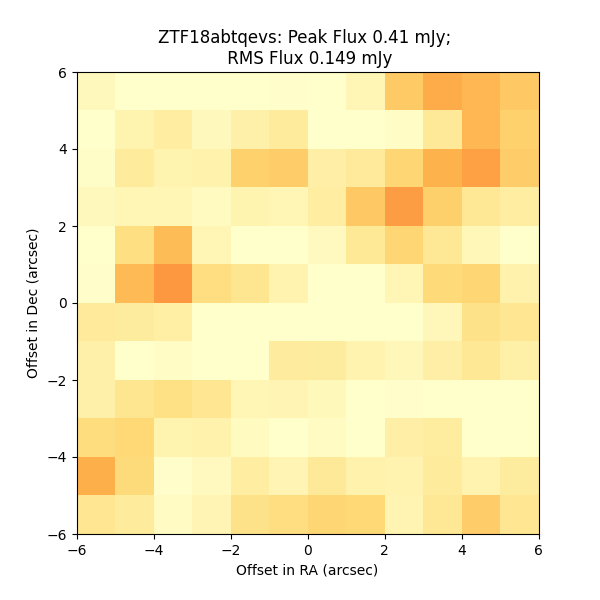 ZTF18abtqevs: Peak Flux 0.41 mJy;
RMS Flux 0.149 mJy
6
4
2
0
−2
−4
−6
Offset in Dec (arcsec)
−6 −4 −2 0 2 4 6
Offset in RA (arcsec)